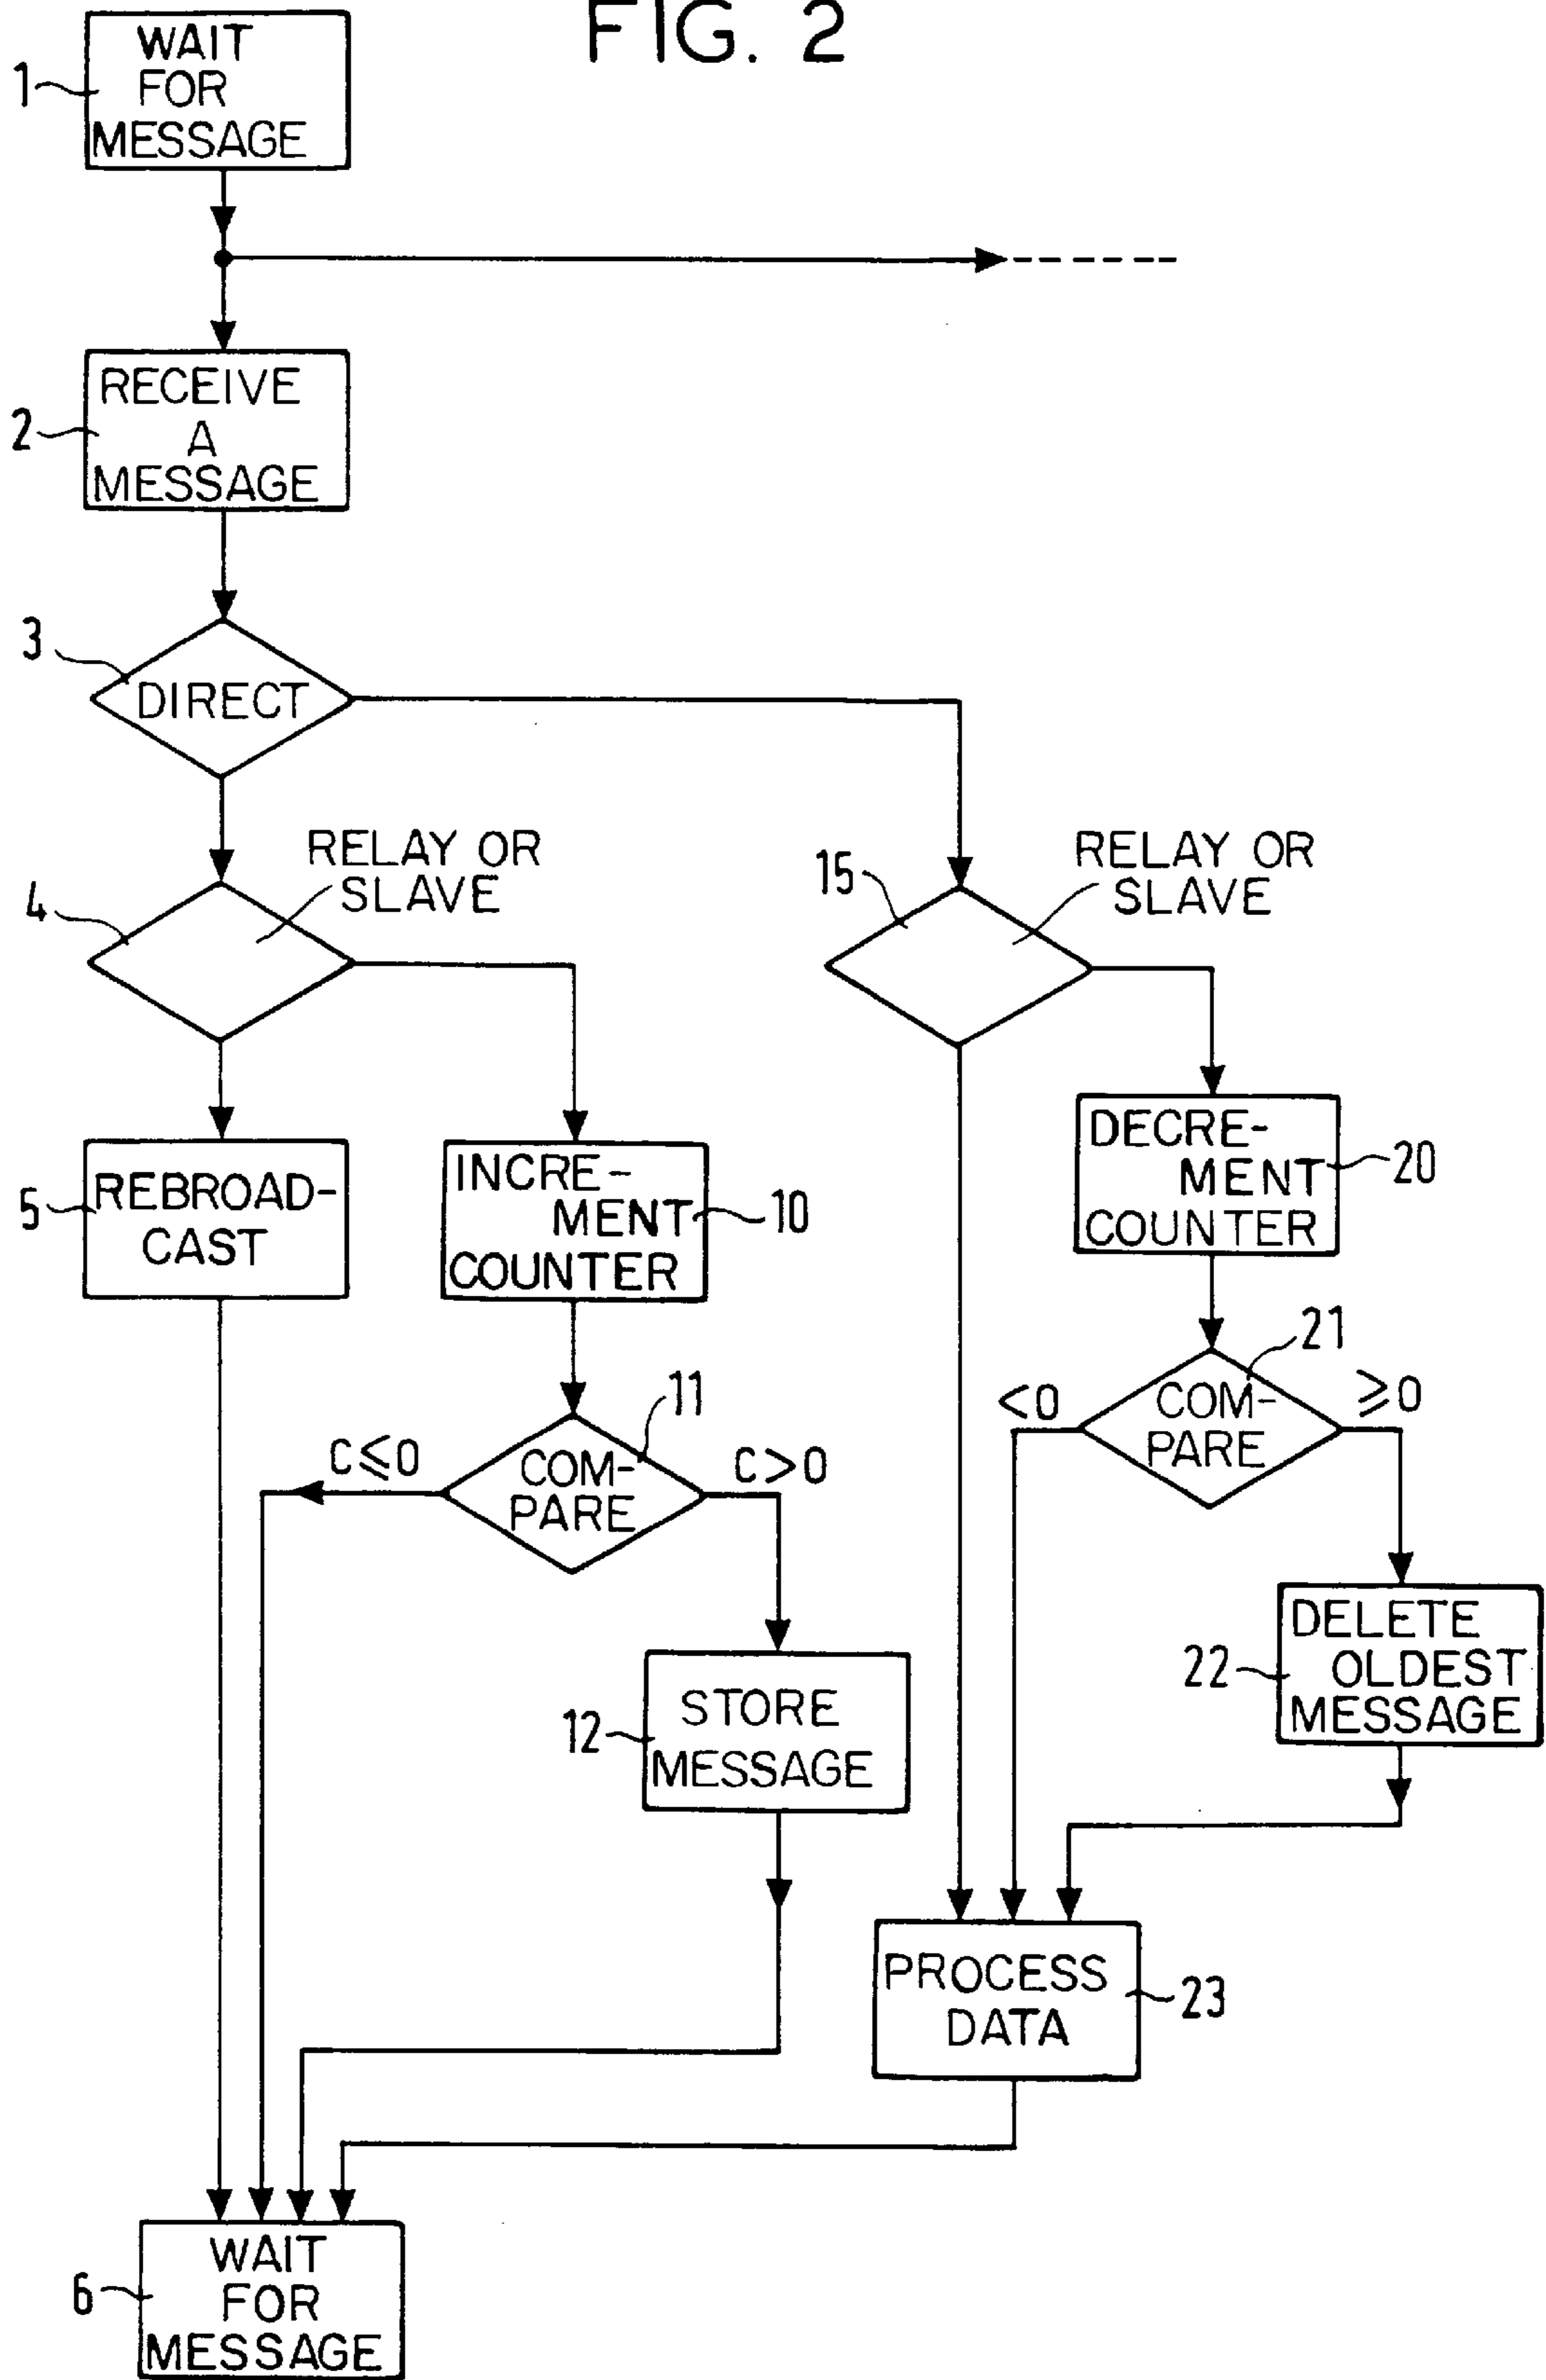 FIG. 2
WAIT
FOR
MESSAGE
1
RECEIVE
A
MESSAGE
2
3
DIRECT
RELAY OR
SLAVE
4
15
RELAY OR
SLAVE
5
REBROAD-
CAST
INCRE-
MENT
COUNTER
10
DECRE-
MENT
COUNTER
20
21
<0
COM-
PARE
≥0
11
C≤0
COM-
PARE
C>0
DELETE
OLDEST
MESSAGE
22
12
STORE
MESSAGE
PROCESS
DATA
23
6
WAIT
FOR
MESSAGE